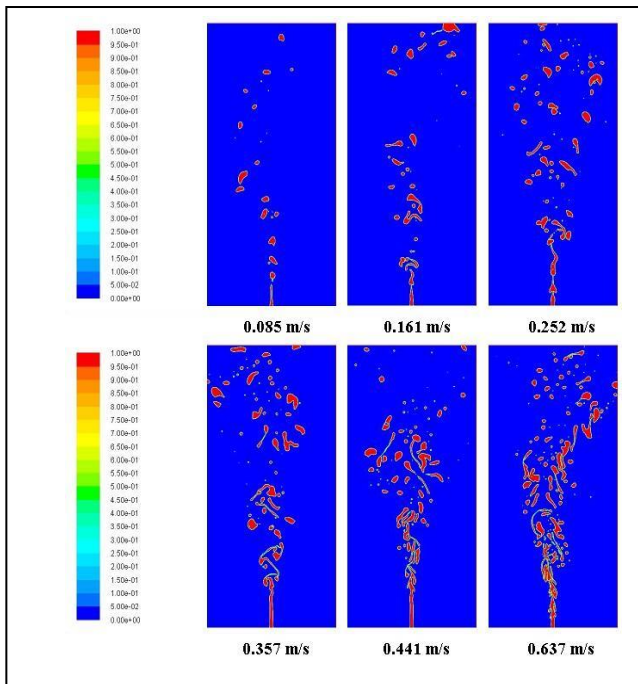 1.00e+00
9.50e-01
9.00e-01
8.50e-01
8.00e-01
7.50e-01
7.00e-01
6.50e-01
6.00e-01
5.50e-01
5.00e-01
4.50e-01
4.00e-01
3.50e-01
3.00e-01
2.50e-01
2.00e-01
1.50e-01
1.00e-01
5.00e-02
0.00e+00
0.085 m/s
0.161 m/s
0.252 m/s
1.00e+00
9.50e-01
9.00e-01
8.50e-01
8.00e-01
7.50e-01
7.00e-01
6.50e-01
6.00e-01
5.50e-01
5.00e-01
4.50e-01
4.00e-01
3.50e-01
3.00e-01
2.50e-01
2.00e-01
1.50e-01
1.00e-01
5.00e-02
0.00e+00
0.357 m/s
0.441 m/s
0.637 m/s